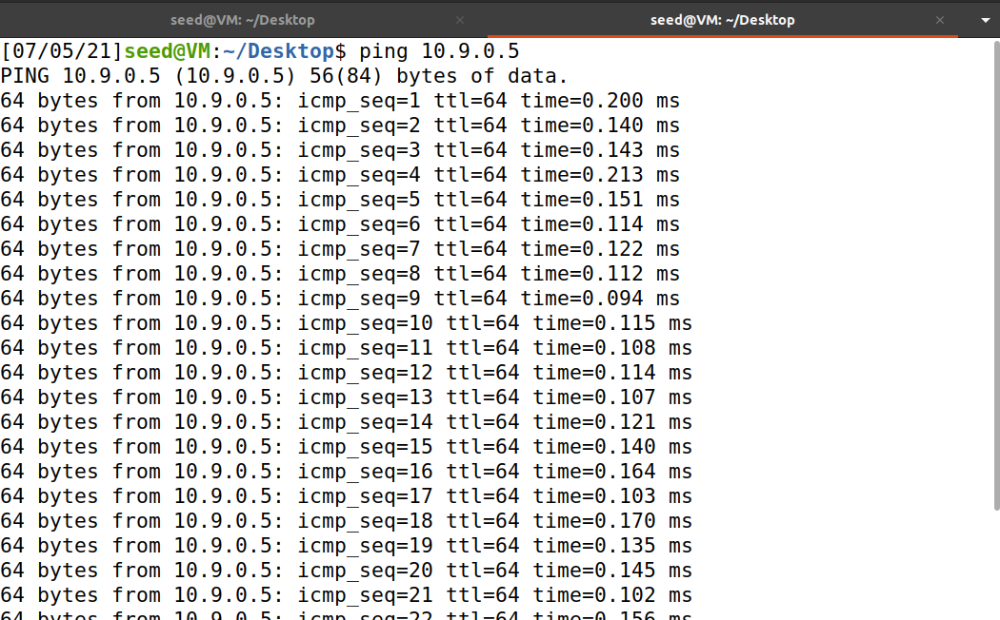 seed@VM: ~/Desktop × seed@VM: ~/Desktop ×
[07/05/21]seed@VM:~/Desktop$ ping 10.9.0.5
PING 10.9.0.5 (10.9.0.5) 56(84) bytes of data.
64 bytes from 10.9.0.5: icmp_seq=1 ttl=64 time=0.200 ms
64 bytes from 10.9.0.5: icmp_seq=2 ttl=64 time=0.140 ms
64 bytes from 10.9.0.5: icmp_seq=3 ttl=64 time=0.143 ms
64 bytes from 10.9.0.5: icmp_seq=4 ttl=64 time=0.213 ms
64 bytes from 10.9.0.5: icmp_seq=5 ttl=64 time=0.151 ms
64 bytes from 10.9.0.5: icmp_seq=6 ttl=64 time=0.114 ms
64 bytes from 10.9.0.5: icmp_seq=7 ttl=64 time=0.122 ms
64 bytes from 10.9.0.5: icmp_seq=8 ttl=64 time=0.112 ms
64 bytes from 10.9.0.5: icmp_seq=9 ttl=64 time=0.094 ms
64 bytes from 10.9.0.5: icmp_seq=10 ttl=64 time=0.115 ms
64 bytes from 10.9.0.5: icmp_seq=11 ttl=64 time=0.108 ms
64 bytes from 10.9.0.5: icmp_seq=12 ttl=64 time=0.114 ms
64 bytes from 10.9.0.5: icmp_seq=13 ttl=64 time=0.107 ms
64 bytes from 10.9.0.5: icmp_seq=14 ttl=64 time=0.121 ms
64 bytes from 10.9.0.5: icmp_seq=15 ttl=64 time=0.140 ms
64 bytes from 10.9.0.5: icmp_seq=16 ttl=64 time=0.164 ms
64 bytes from 10.9.0.5: icmp_seq=17 ttl=64 time=0.103 ms
64 bytes from 10.9.0.5: icmp_seq=18 ttl=64 time=0.170 ms
64 bytes from 10.9.0.5: icmp_seq=19 ttl=64 time=0.135 ms
64 bytes from 10.9.0.5: icmp_seq=20 ttl=64 time=0.145 ms
64 bytes from 10.9.0.5: icmp_seq=21 ttl=64 time=0.102 ms
64 bytes from 10.9.0.5: icmp_seq=22 ttl=64 time=0.156 ms